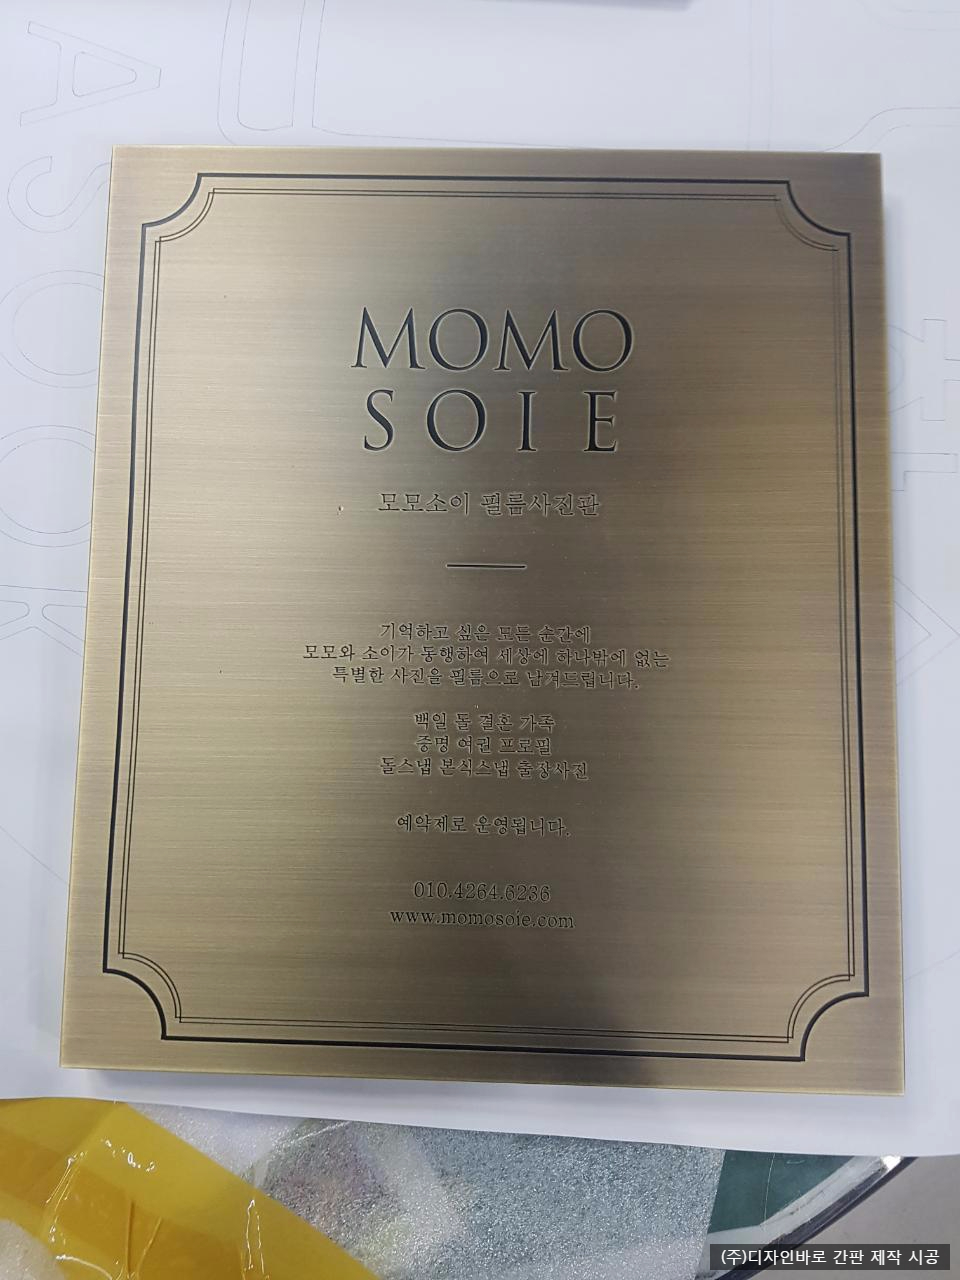 MOMO
SOIE
모모소이 필름사진관
기억하고 싶은 모든 순간에
모모와 소이가 동행하여 세상에 하나밖에 없는
특별한 사진을 필름으로 남겨드립니다.
백일 돌 결혼 가족
증명 여권 프로필
돌스냅 본식스냅 출장사진
예약제로 운영됩니다.
010.4264.6236
www.momosoie.com
(주)디자인바로 간판 제작 시공